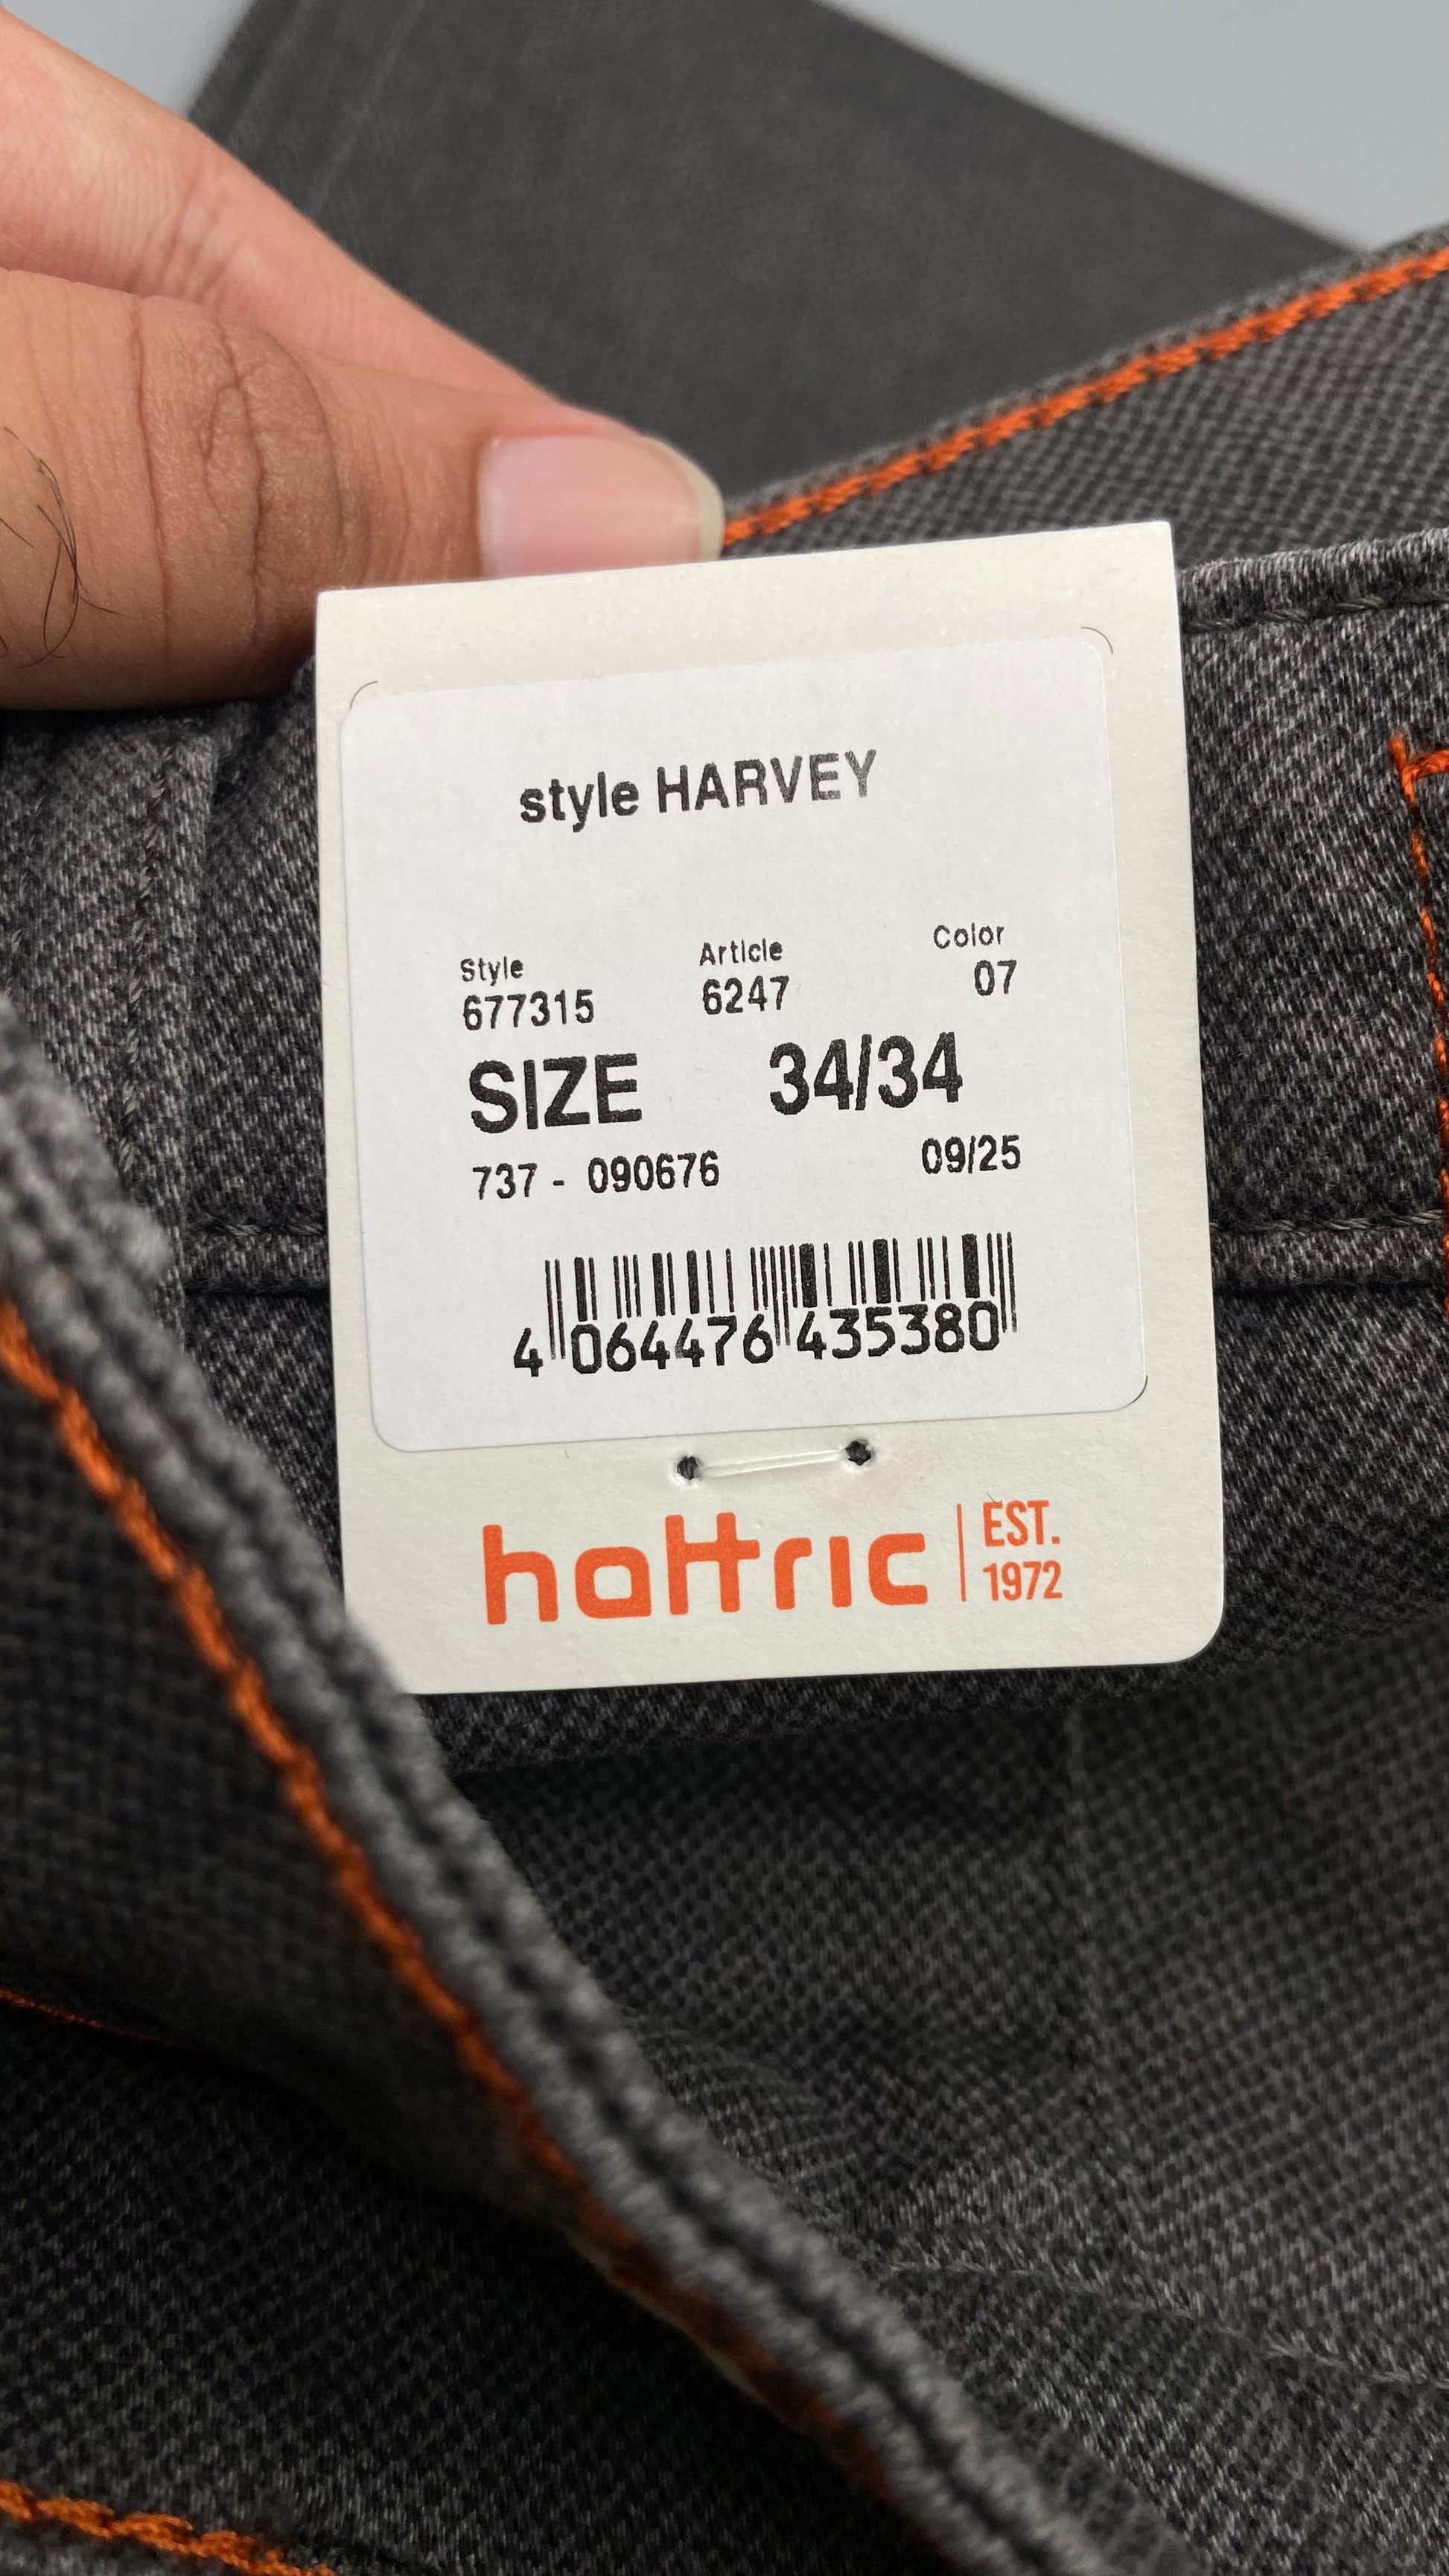 style HARVEY
Style Article Color
677315 6247 07
SIZE 34/34
737 - 090676 09/25
4 064476 435380
hattric EST.
1972